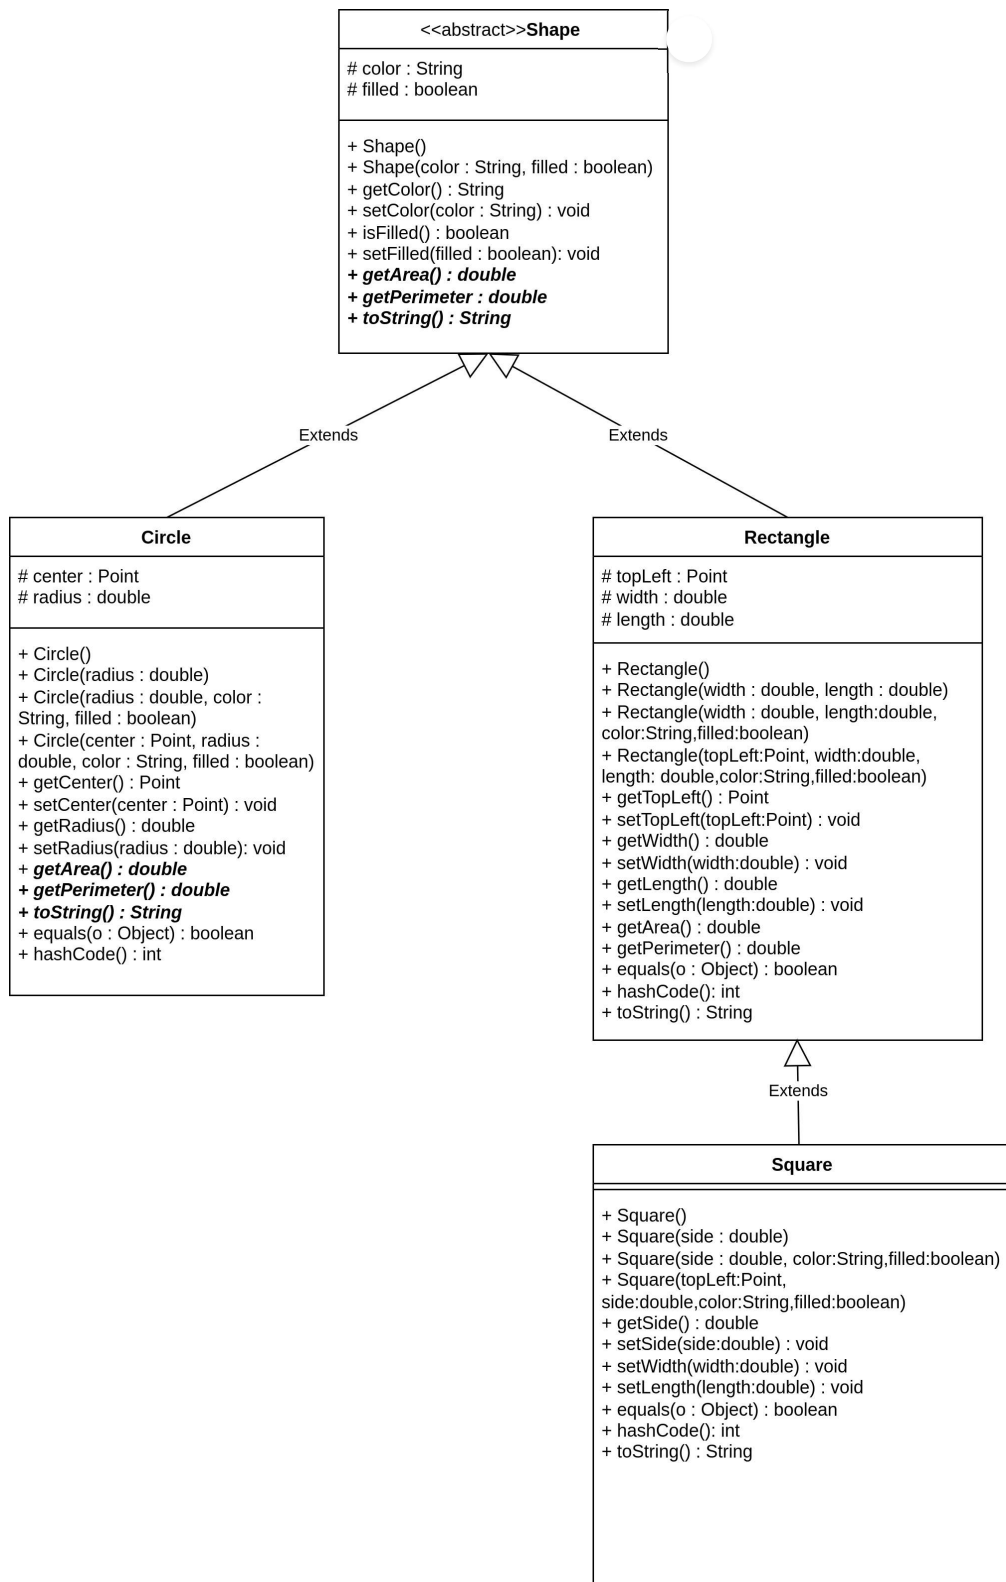 <<abstract>>Shape
# color : String
# filled : boolean
+ Shape()
+ Shape(color : String, filled : boolean)
+ getColor() : String
+ setColor(color : String) : void
+ isFilled() : boolean
+ setFilled(filled : boolean): void
+ getArea() : double
+ getPerimeter : double
+ toString() : String
Extends
Extends
Circle
# center : Point
# radius : double
+ Circle()
+ Circle(radius : double)
+ Circle(radius : double, color :
String, filled : boolean)
+ Circle(center : Point, radius :
double, color : String, filled : boolean)
+ getCenter() : Point
+ setCenter(center : Point) : void
+ getRadius() : double
+ setRadius(radius : double): void
+ getArea() : double
+ getPerimeter() : double
+ toString() : String
+ equals(o : Object) : boolean
+ hashCode() : int
Rectangle
# topLeft : Point
# width : double
# length : double
+ Rectangle()
+ Rectangle(width : double, length : double)
+ Rectangle(width : double, length:double,
color:String,filled:boolean)
+ Rectangle(topLeft:Point, width:double,
length: double,color:String,filled:boolean)
+ getTopLeft() : Point
+ setTopLeft(topLeft:Point) : void
+ getWidth() : double
+ setWidth(width:double) : void
+ getLength() : double
+ setLength(length:double) : void
+ getArea() : double
+ getPerimeter() : double
+ equals(o : Object) : boolean
+ hashCode(): int
+ toString() : String
Extends
Square
+ Square()
+ Square(side : double)
+ Square(side : double, color:String,filled:boolean)
+ Square(topLeft:Point,
side:double,color:String,filled:boolean)
+ getSide() : double
+ setSide(side:double) : void
+ setWidth(width:double) : void
+ setLength(length:double) : void
+ equals(o : Object) : boolean
+ hashCode(): int
+ toString() : String